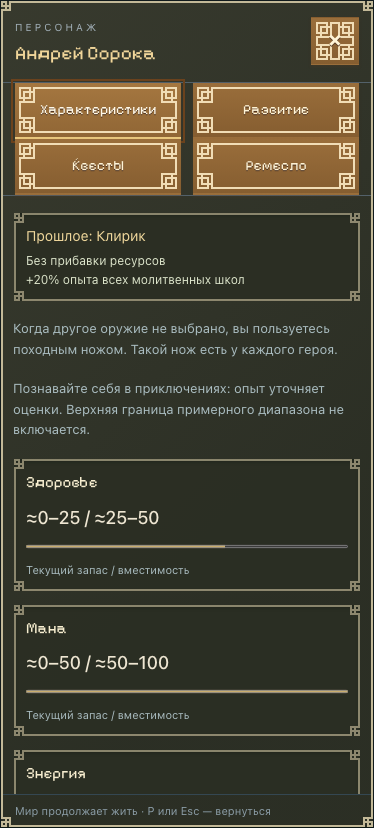 ПЕРСОНАЖ
Андрей Сорока
Характеристики
Развитие
Квесты
Ремесло
Прошлое: Клирик
Без прибавки ресурсов
+20% опыта всех молитвенных школ
Когда другое оружие не выбрано, вы пользуетесь
походным ножом. Такой нож есть у каждого героя.
Познавайте себя в приключениях: опыт уточняет
оценки. Верхняя граница примерного диапазона не
включается.
Здоровье
≈0–25 / ≈25–50
Текущий запас / вместимость
Мана
≈0–50 / ≈50–100
Текущий запас / вместимость
Энергия
Мир продолжает жить · P или Esc — вернуться